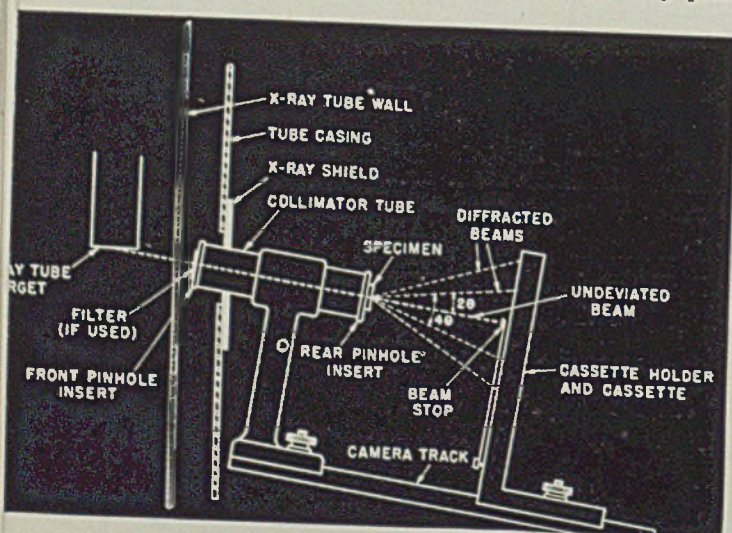 X-RAY TUBE WALL
TUBE CASING
X-RAY SHIELD
COLLIMATOR TUBE
DIFFRACTED
BEAMS
SPECIMEN
AY TUBE
RGET
FILTER
(IF USED)
2θ
4θ
UNDEVIATED
BEAM
FRONT PINHOLE
INSERT
REAR PINHOLE
INSERT
BEAM
STOP
CASSETTE HOLDER
AND CASSETTE
CAMERA TRACK